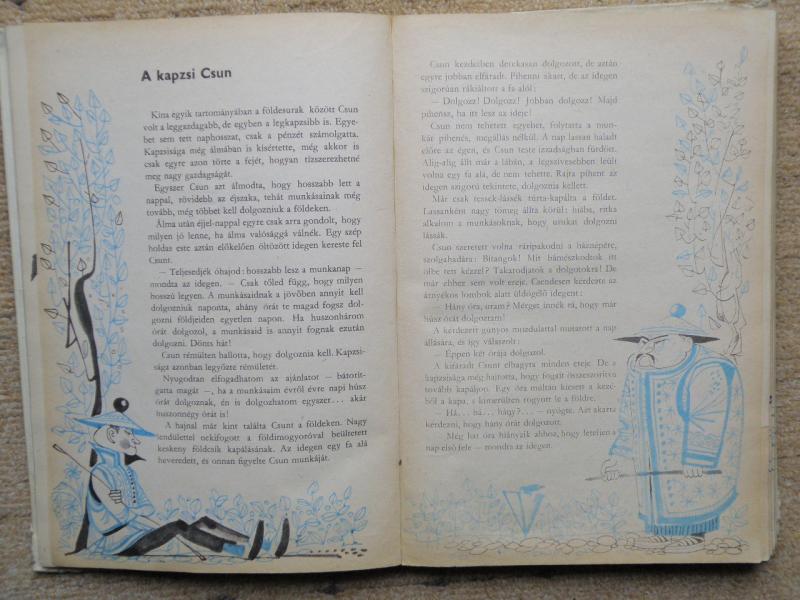 A kapzsi Csun
Kína egyik tartományában a földesurak között Csun
volt a leggazdagabb, de egyben a legkapzsibb is. Egye-
bet sem tett naphosszat, csak a pénzét számolgatta.
Kapzsisága még álmában is kísértette, még akkor is
csak egyre azon törte a fejét, hogyan tízszerezhetné
meg nagy gazdagságát.
Egyszer Csun azt álmodta, hogy hosszabb lett a
nappal, rövidebb az éjszaka, tehát munkásainak még
tovább, még többet kell dolgozniuk a földeken.
Álma után éjjel-nappal egyre csak arra gondolt, hogy
milyen jó lenne, ha álma valósággá válnék. Egy szép
holdas este aztán előkelően öltözött idegen kereste fel
Csunt.
— Teljesedjék óhajod: hosszabb lesz a munkanap —
mondta az idegen. — Csak tőled függ, hogy milyen
hosszú legyen. A munkásaidnak a jövőben annyit kell
dolgozniuk naponta, ahány órát te magad fogsz dol-
gozni földjeiden egyetlen napon. Ha huszonhárom
órát dolgozol, a munkásaid is annyit fognak ezután
dolgozni. Dönts hát!
Csun rémülten hallotta, hogy dolgoznia kell. Kapzsi-
sága azonban legyőzte rémületét.
Nyugodtan elfogadhatom az ajánlatot — bátorít-
gatta magát —, ha a munkásaim évről évre napi húsz
órát dolgoznak, én is dolgozhatom egyszer... akár
huszonnégy órát is!
A hajnal már kint találta Csunt a földeken. Nagy
lendülettel nekifogott a földimogyoróval beültetett
keskeny földcsík kapálásának. Az idegen egy fa alá
heveredett, és onnan figyelte Csun munkáját.
Csun kezdetben derekasan dolgozott, de aztán
egyre jobban elfáradt. Pihenni akart, de az idegen
szigorúan rákiáltott a fa alól:
— Dolgozz! Dolgozz! Jobban dolgozz! Majd
pihensz, ha itt lesz az ideje!
Csun nem tehetett egyebet, folytatta a mun-
kát pihenés, megállás nélkül. A nap lassan haladt
előre az égen, és Csun teste izzadságban fürdött.
Alig-alig állt már a lábán, a legszívesebben leült
volna egy fa alá, de nem tehette. Rajta pihent az
idegen szigorú tekintete, dolgoznia kellett.
Már csak ressek-lássék túrta-kapálta a földet.
Lassanként nagy tömeg állta körül: hiába, ritka
alkalom a munkásoknak, hogy urukat dolgozni
lássák.
Csun szeretett volna ráripakodni a háznépére,
szolgahadára: Bitangok! Mit bámészkodtok itt
ölbe tett kézzel? Takarodjatok a dolgotokra! De
már ehhez sem volt ereje. Csendesen kérdezte az
árnyékos lombok alatt üldögélő idegent:
— Hány óra, uram? Mérget innék rá, hogy már
húsz órát dolgoztam!
A kérdezett gúnyos mozdulattal mutatott a nap
állására, és így válaszolt:
— Éppen két órája dolgozol.
A kifáradt Csunt elhagyta minden ereje. De a
kapzsisága még hajtotta, hogy fogait összeszorítva
tovább kapáljon. Egy óra múltán kiesett a kezé-
ből a kapa, s kimerülten rogyott le a földre.
— Há... há... hágy?... — nyögte. Azt akarta
kérdezni, hogy hány órát dolgozott.
— Még hat óra hiányzik ahhoz, hogy letelljen a
nap első fele — mondta az idegen.